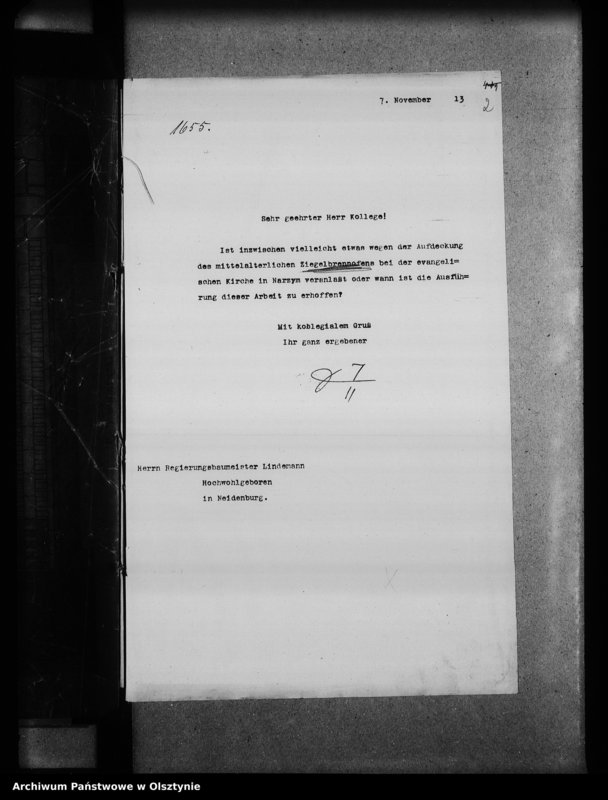 7. November 13
2
1655.
Sehr geehrter Herr Kollege!
Ist inzwischen vielleicht etwas wegen der Aufdeckung
des mittelalterlichen Ziegelbrennofens bei der evangeli=
schen Kirche in Narzym veranlaßt oder wann ist die Ausfüh=
rung dieser Arbeit zu erhoffen?
Mit kollegialem Gruß
Ihr ganz ergebener
7
11
Herrn Regierungsbaumeister Lindemann
Hochwohlgeboren
in Neidenburg.
Archiwum Państwowe w Olsztynie